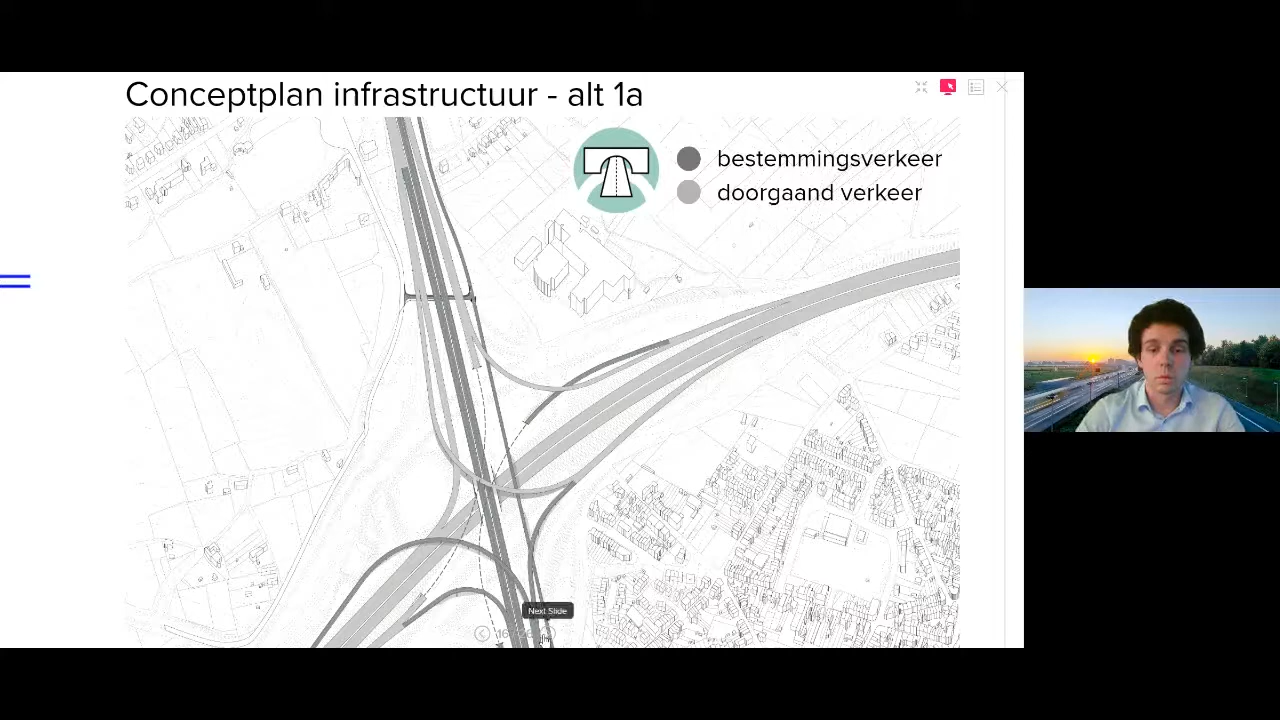 Conceptplan infrastructuur - alt 1a
bestemmingsverkeer
doorgaand verkeer
Next Slide